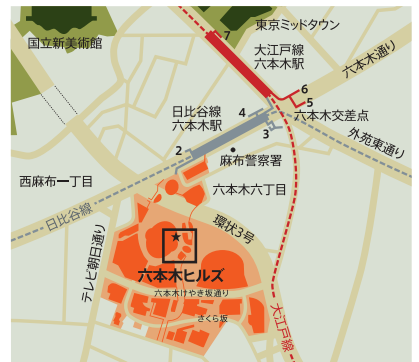 7
東京ミッドタウン
国立新美術館
大江戸線
六本木駅
六本木通り
6
5
日比谷線
六本木駅
4
六本木交差点
3
外苑東通り
2
麻布警察署
西麻布一丁目
六本木六丁目
日比谷線
環状3号
テレビ朝日通り
★
六本木ヒルズ
六本木けやき坂通り
さくら坂
大江戸線